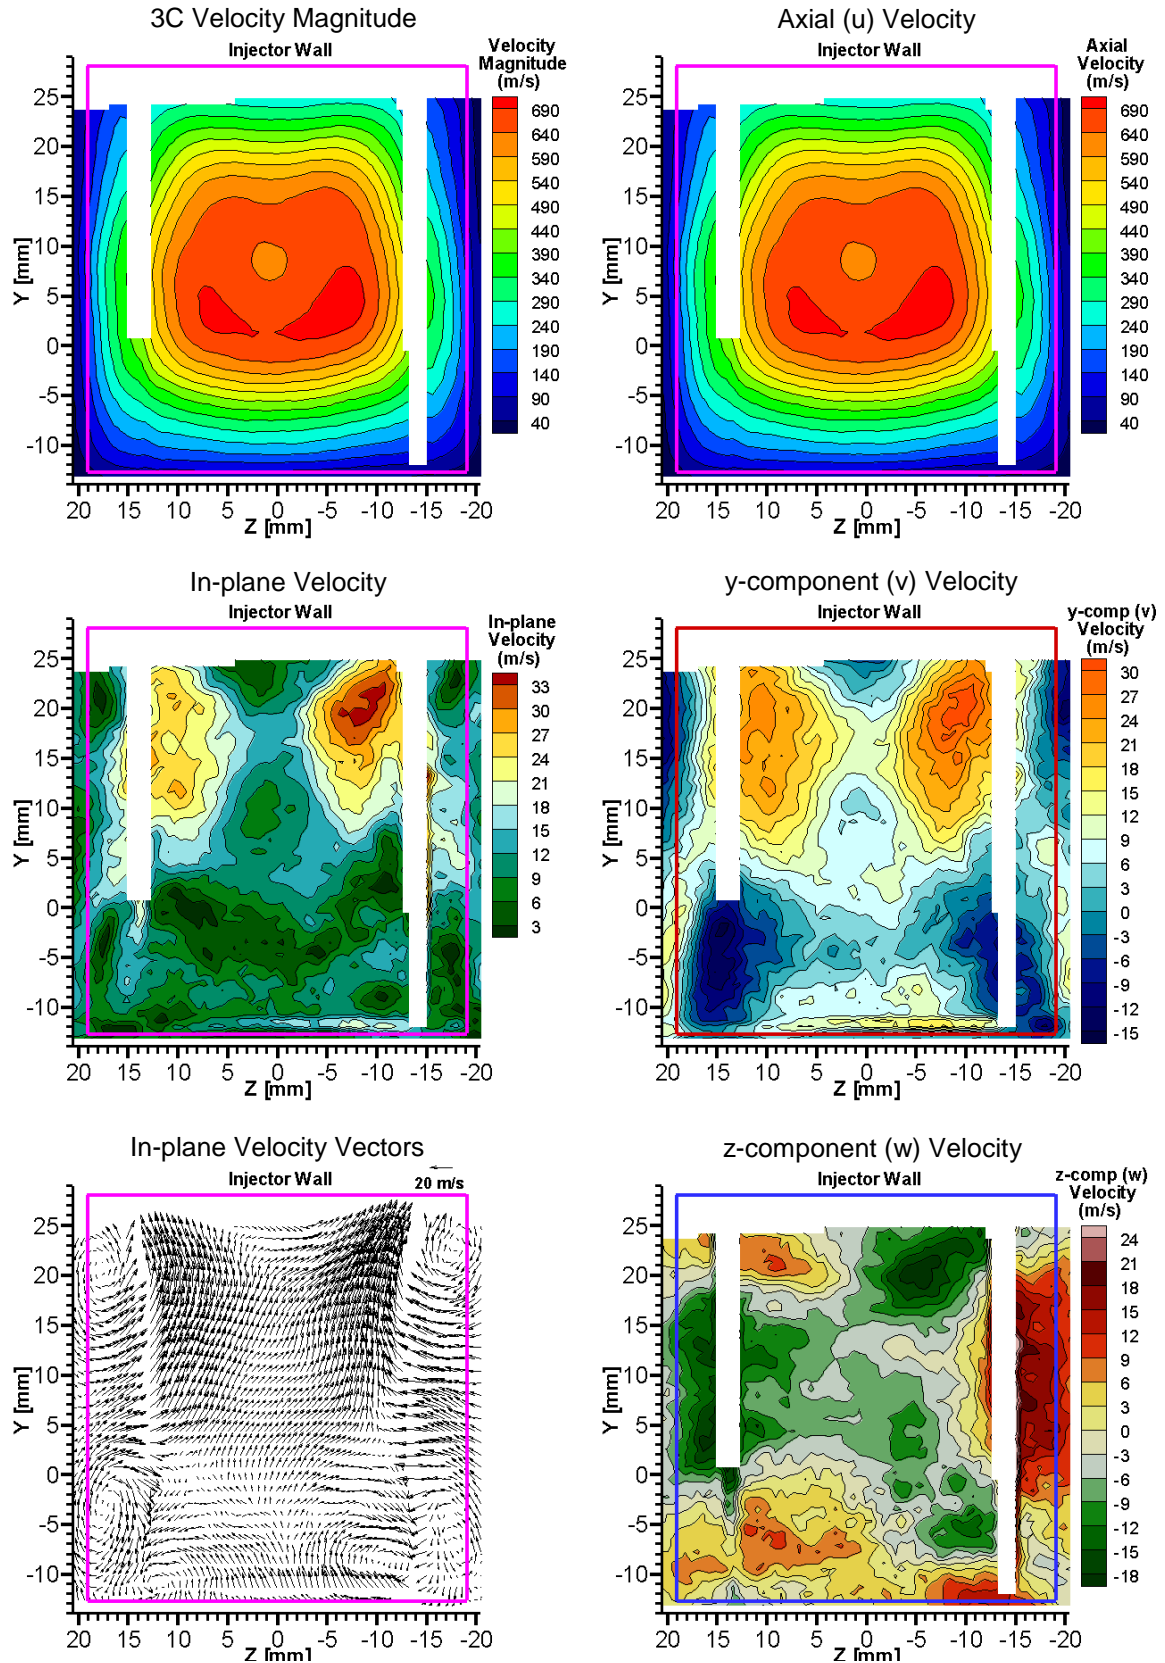 3C Velocity Magnitude
Injector Wall
Velocity
Magnitude
(m/s)
690
640
590
540
490
440
390
340
290
240
190
140
90
40
25
20
15
10
5
0
-5
-10
Y [mm]
20 15 10 5 0 -5 -10 -15 -20
Z [mm]
Axial (u) Velocity
Injector Wall
Axial
Velocity
(m/s)
690
640
590
540
490
440
390
340
290
240
190
140
90
40
25
20
15
10
5
0
-5
-10
Y [mm]
20 15 10 5 0 -5 -10 -15 -20
Z [mm]
In-plane Velocity
Injector Wall
In-plane
Velocity
(m/s)
33
30
27
24
21
18
15
12
9
6
3
25
20
15
10
5
0
-5
-10
Y [mm]
20 15 10 5 0 -5 -10 -15 -20
Z [mm]
y-component (v) Velocity
Injector Wall
y-comp (v)
Velocity
(m/s)
30
27
24
21
18
15
12
9
6
3
0
-3
-6
-9
-12
-15
25
20
15
10
5
0
-5
-10
Y [mm]
20 15 10 5 0 -5 -10 -15 -20
Z [mm]
In-plane Velocity Vectors
Injector Wall
20 m/s
25
20
15
10
5
0
-5
-10
Y [mm]
20 15 10 5 0 -5 -10 -15 -20
Z [mm]
z-component (w) Velocity
Injector Wall
z-comp (w)
Velocity
(m/s)
24
21
18
15
12
9
6
3
0
-3
-6
-9
-12
-15
-18
25
20
15
10
5
0
-5
-10
Y [mm]
20 15 10 5 0 -5 -10 -15 -20
Z [mm]